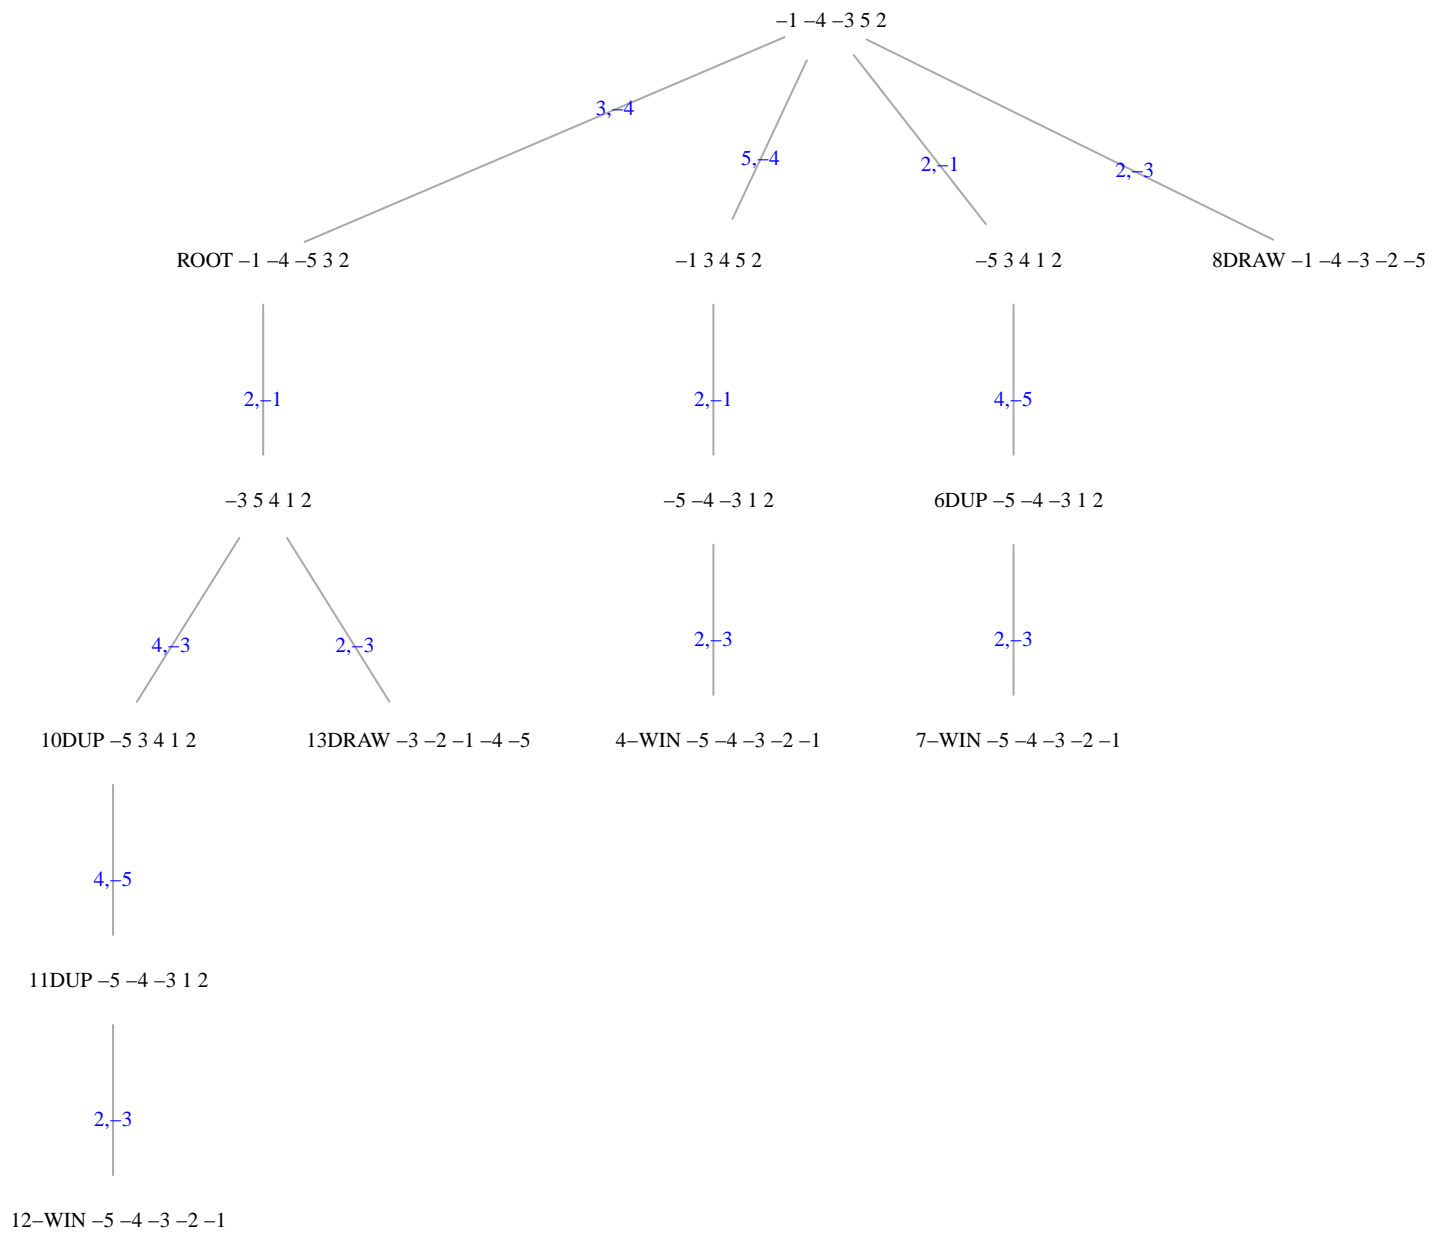 −1 −4 −3 5 2
3,−4
5,−4
2,−1
2,−3
ROOT −1 −4 −5 3 2
−1 3 4 5 2
−5 3 4 1 2
8DRAW −1 −4 −3 −2 −5
2,−1
2,−1
4,−5
−3 5 4 1 2
−5 −4 −3 1 2
6DUP −5 −4 −3 1 2
4,−3
2,−3
2,−3
2,−3
10DUP −5 3 4 1 2
13DRAW −3 −2 −1 −4 −5
4−WIN −5 −4 −3 −2 −1
7−WIN −5 −4 −3 −2 −1
4,−5
11DUP −5 −4 −3 1 2
2,−3
12−WIN −5 −4 −3 −2 −1